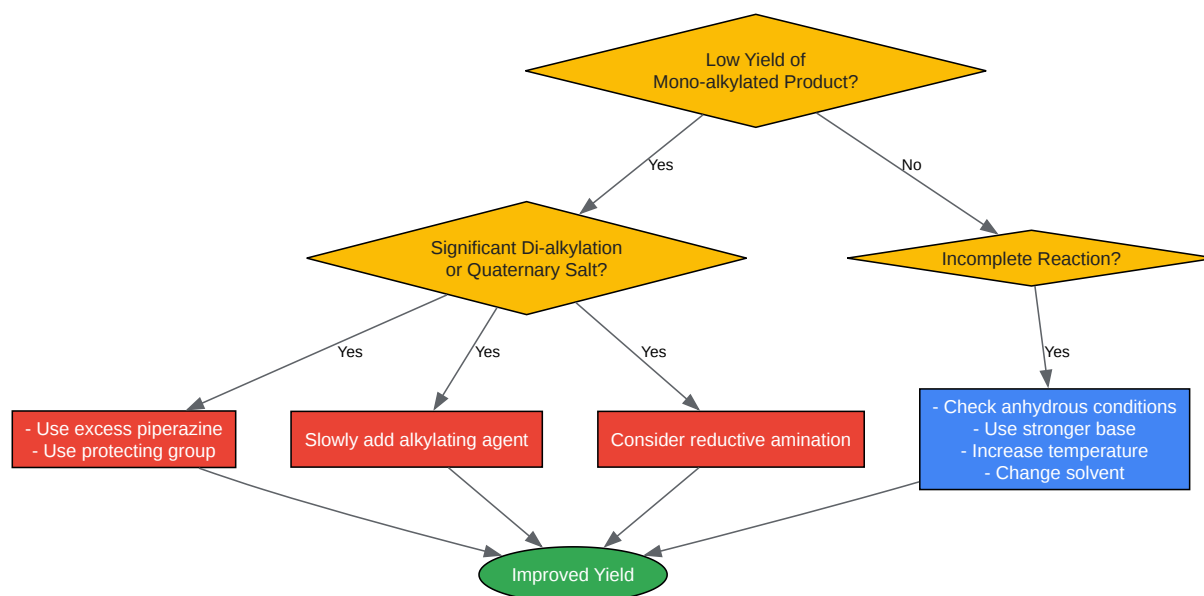 Low Yield of
Mono-alkylated Product?
Yes
No
Significant Di-alkylation
or Quaternary Salt?
Incomplete Reaction?
Yes
Yes
Yes
Yes
- Use excess piperazine
- Use protecting group
Slowly add alkylating agent
Consider reductive amination
- Check anhydrous conditions
- Use stronger base
- Increase temperature
- Change solvent
Improved Yield